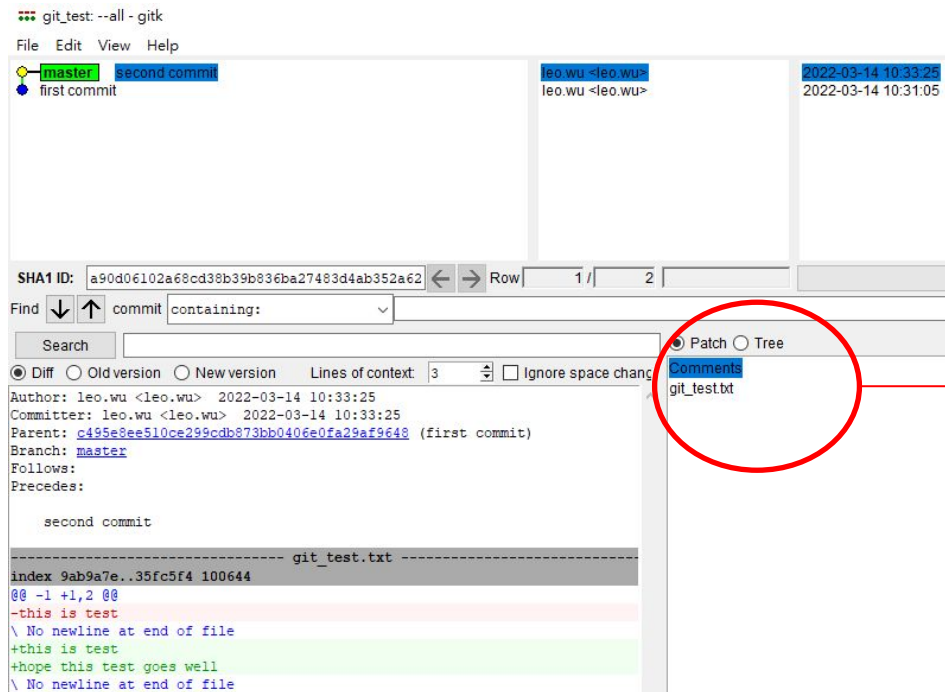 git_test: --all - gitk
File Edit View Help
master second commit leo.wu <leo.wu> 2022-03-14 10:33:25
first commit leo.wu <leo.wu> 2022-03-14 10:31:05
SHA1 ID: a90d06102a68cd38b39b836ba27483d4ab352a62 Row 1 / 2
Find commit containing:
Search
Patch Tree
Diff Old version New version Lines of context: 3 Ignore space chang
Comments
git_test.txt
Author: leo.wu <leo.wu> 2022-03-14 10:33:25
Committer: leo.wu <leo.wu> 2022-03-14 10:33:25
Parent: c495e8ee510ce299cdb873bb0406e0fa29af9648 (first commit)
Branch: master
Follows:
Precedes:
second commit
-------------------------------- git_test.txt ----------------------------
index 9ab9a7e..35fc5f4 100644
@@ -1 +1,2 @@
-this is test
\ No newline at end of file
+this is test
+hope this test goes well
\ No newline at end of file